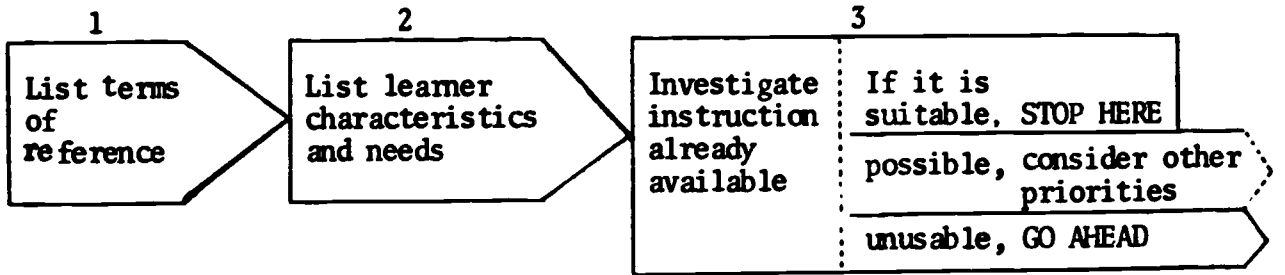 1
List terms
of
reference
2
List learner
characteristics
and needs
3
Investigate
instruction
already
available
If it is
suitable, STOP HERE
possible, consider other
priorities
unusable, GO AHEAD